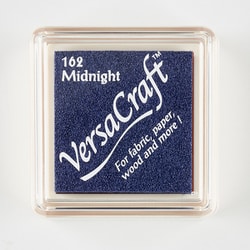 162
Midnight
VersaCraft™
For fabric, paper,
wood and more !